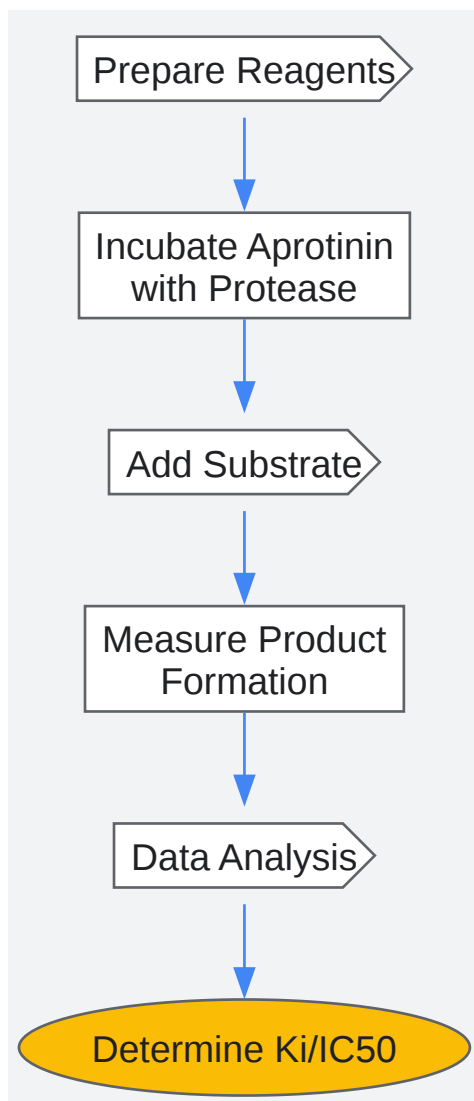 Prepare Reagents
Incubate Aprotinin
with Protease
Add Substrate
Measure Product
Formation
Data Analysis
Determine Ki/IC50